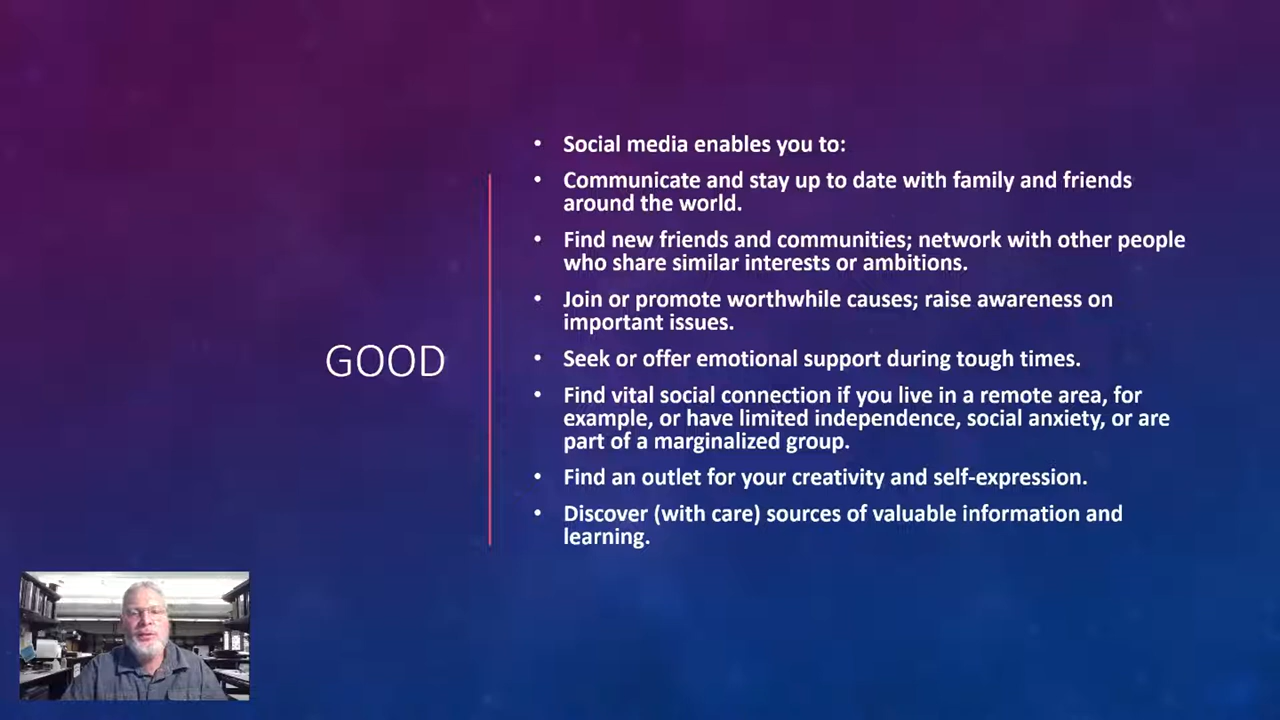 GOOD
• Social media enables you to:
• Communicate and stay up to date with family and friends
around the world.
• Find new friends and communities; network with other people
who share similar interests or ambitions.
• Join or promote worthwhile causes; raise awareness on
important issues.
• Seek or offer emotional support during tough times.
• Find vital social connection if you live in a remote area, for
example, or have limited independence, social anxiety, or are
part of a marginalized group.
• Find an outlet for your creativity and self-expression.
• Discover (with care) sources of valuable information and
learning.